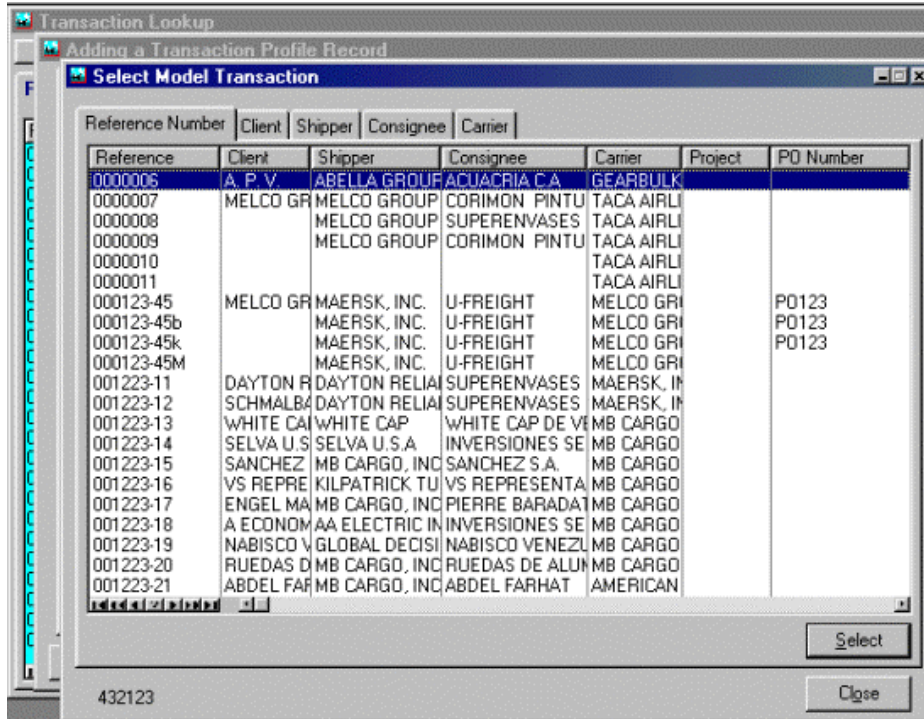 Transaction Lookup
Adding a Transaction Profile Record
Select Model Transaction
Reference Number Client Shipper Consignee Carrier
Reference Client Shipper Consignee Carrier Project PO Number
0000006 A. P. V. ABELLA GROUP ACUACRIA C.A GEARBULK
0000007 MELCO GR MELCO GROUP CORIMON PINTU TACA AIRLI
0000008 MELCO GROUP SUPERENVASES TACA AIRLI
0000009 MELCO GROUP CORIMON PINTU TACA AIRLI
0000010 TACA AIRLI
0000011 TACA AIRLI
000123-45 MELCO GR MAERSK, INC. U-FREIGHT MELCO GR PO123
000123-45b MAERSK, INC. U-FREIGHT MELCO GR PO123
000123-45k MAERSK, INC. U-FREIGHT MELCO GR PO123
000123-45M MAERSK, INC. U-FREIGHT MELCO GR
001223-11 DAYTON R DAYTON RELIA SUPERENVASES MAERSK, IN
001223-12 SCHMALBA DAYTON RELIA SUPERENVASES MAERSK, IN
001223-13 WHITE CA WHITE CAP WHITE CAP DE VE MB CARGO
001223-14 SELVA U.S SELVA U.S.A INVERSIONES SE MB CARGO
001223-15 SANCHEZ MB CARGO, INC SANCHEZ S.A. MB CARGO
001223-16 VS REPRE KILPATRICK TU VS REPRESENTA MB CARGO
001223-17 ENGEL MA MB CARGO, INC PIERRE BARADAT MB CARGO
001223-18 A ECONOM AA ELECTRIC IN INVERSIONES SE MB CARGO
001223-19 NABISCO V GLOBAL DECISI NABISCO VENEZU MB CARGO
001223-20 RUEDAS D MB CARGO, INC RUEDAS DE ALUM MB CARGO
001223-21 ABDEL FAR MB CARGO, INC ABDEL FARHAT AMERICAN
Select
432123
Close